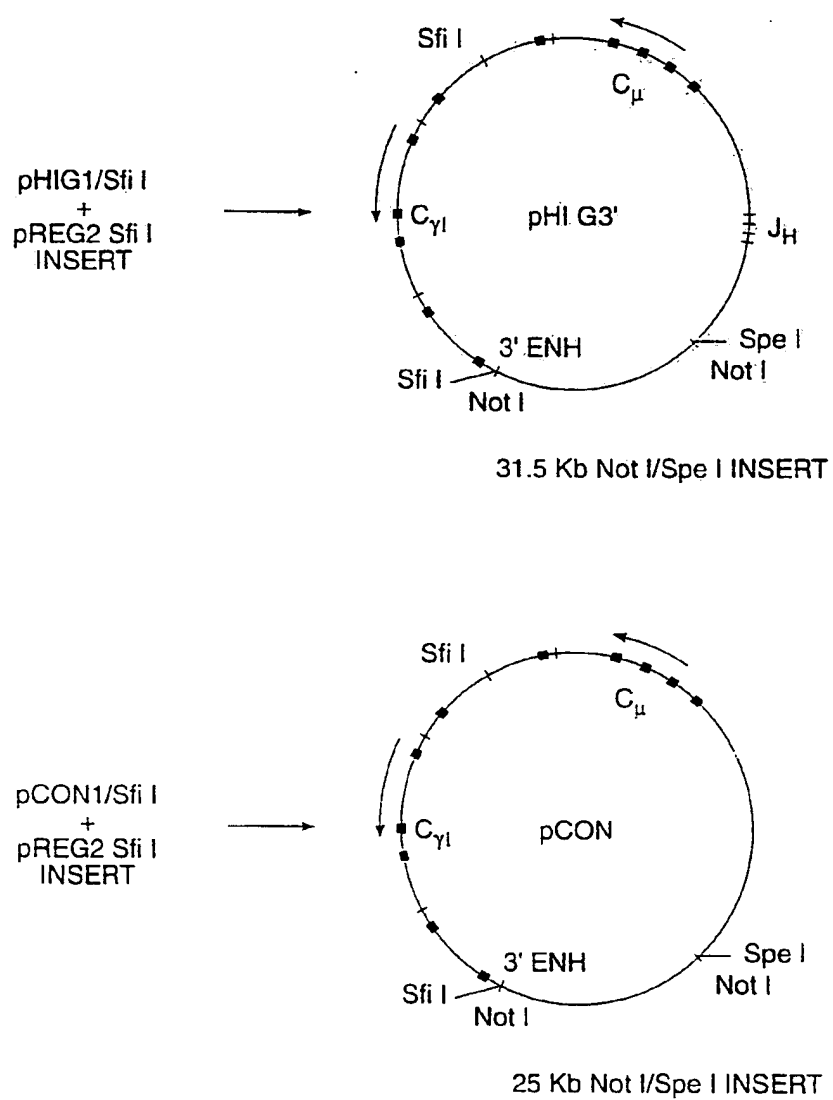 Sfi I
Cμ
pHIG1/Sfi I
+
pREG2 Sfi I
INSERT
CγI
pHI G3'
JH
3' ENH
Spe I
Sfi I
Not I
Not I
31.5 Kb Not I/Spe I INSERT
Sfi I
Cμ
pCON1/Sfi I
+
pREG2 Sfi I
INSERT
CγI
pCON
3' ENH
Spe I
Sfi I
Not I
Not I
25 Kb Not I/Spe I INSERT